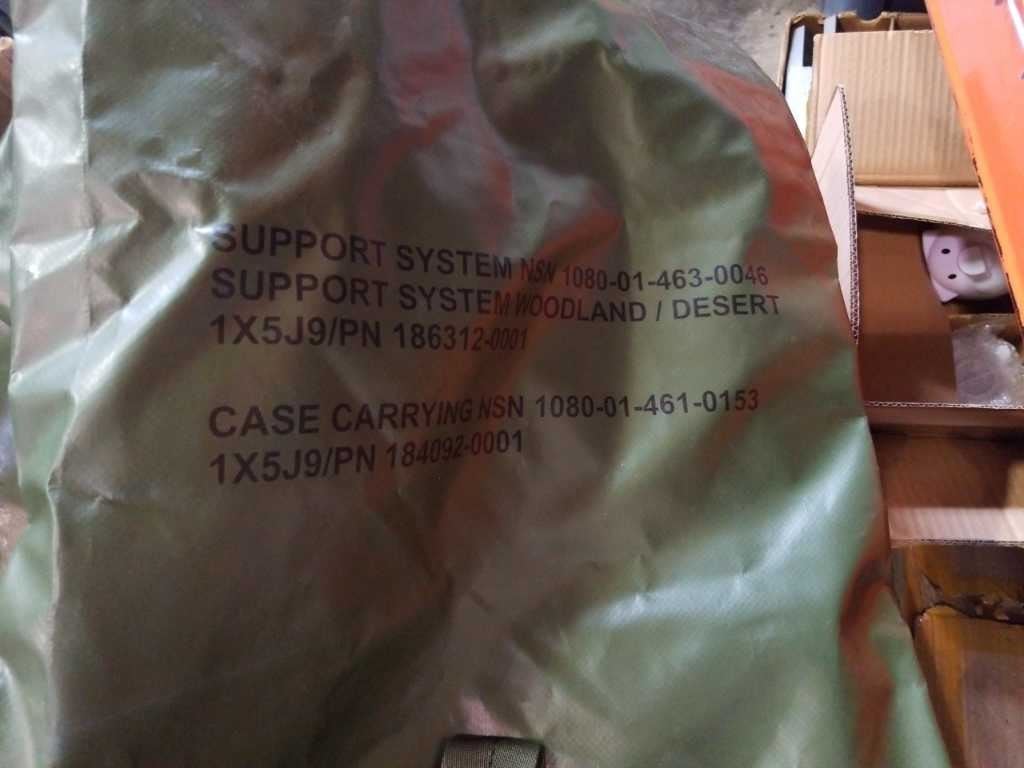 SUPPORT SYSTEM NSN 1080-01-463-0046
SUPPORT SYSTEM WOODLAND / DESERT
1X5J9/PN 186312-0001
CASE CARRYING NSN 1080-01-461-0153
1X5J9/PN 184092-0001